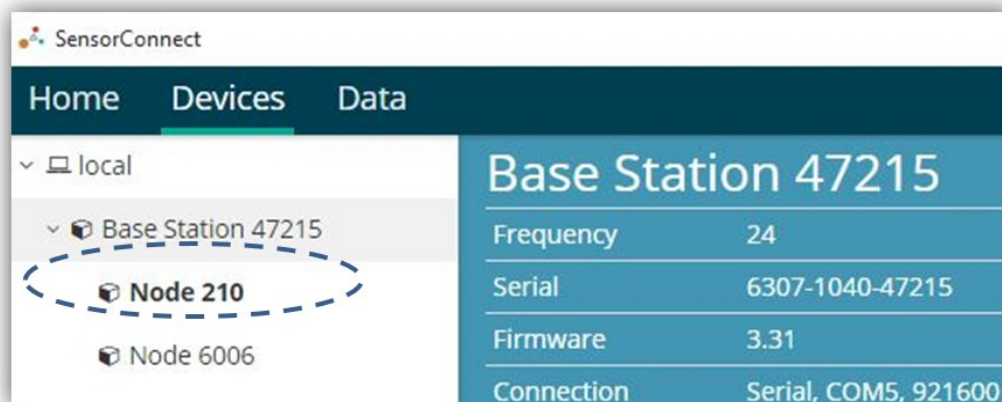 SensorConnect
Home Devices Data
local
Base Station 47215
Node 210
Node 6006
Base Station 47215
Frequency 24
Serial 6307-1040-47215
Firmware 3.31
Connection Serial, COM5, 921600